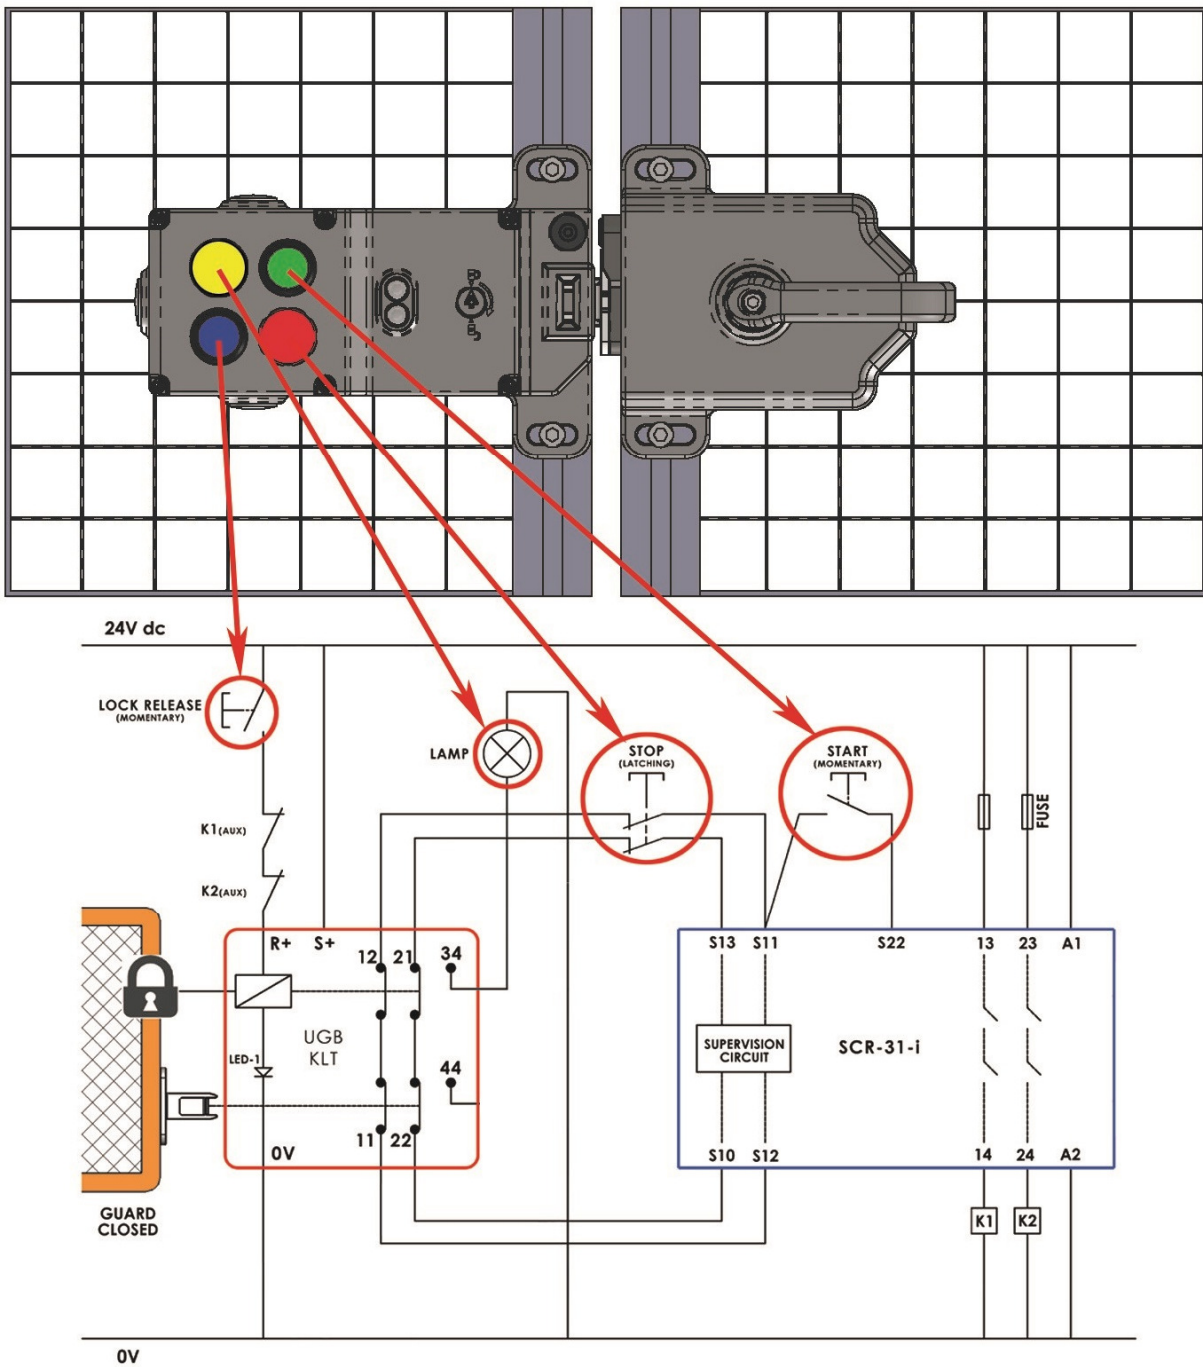 24V dc
LOCK RELEASE
(MOMENTARY)
LAMP
STOP
(LATCHING)
START
(MOMENTARY)
FUSE
K1(AUX)
K2(AUX)
R+ S+
12 21 34
S13 S11 S22 13 23 A1
UGB
KLT
LED-1
SUPERVISION
CIRCUIT
SCR-31-i
44
11 22
0V
S10 S12 14 24 A2
GUARD
CLOSED
K1 K2
0V